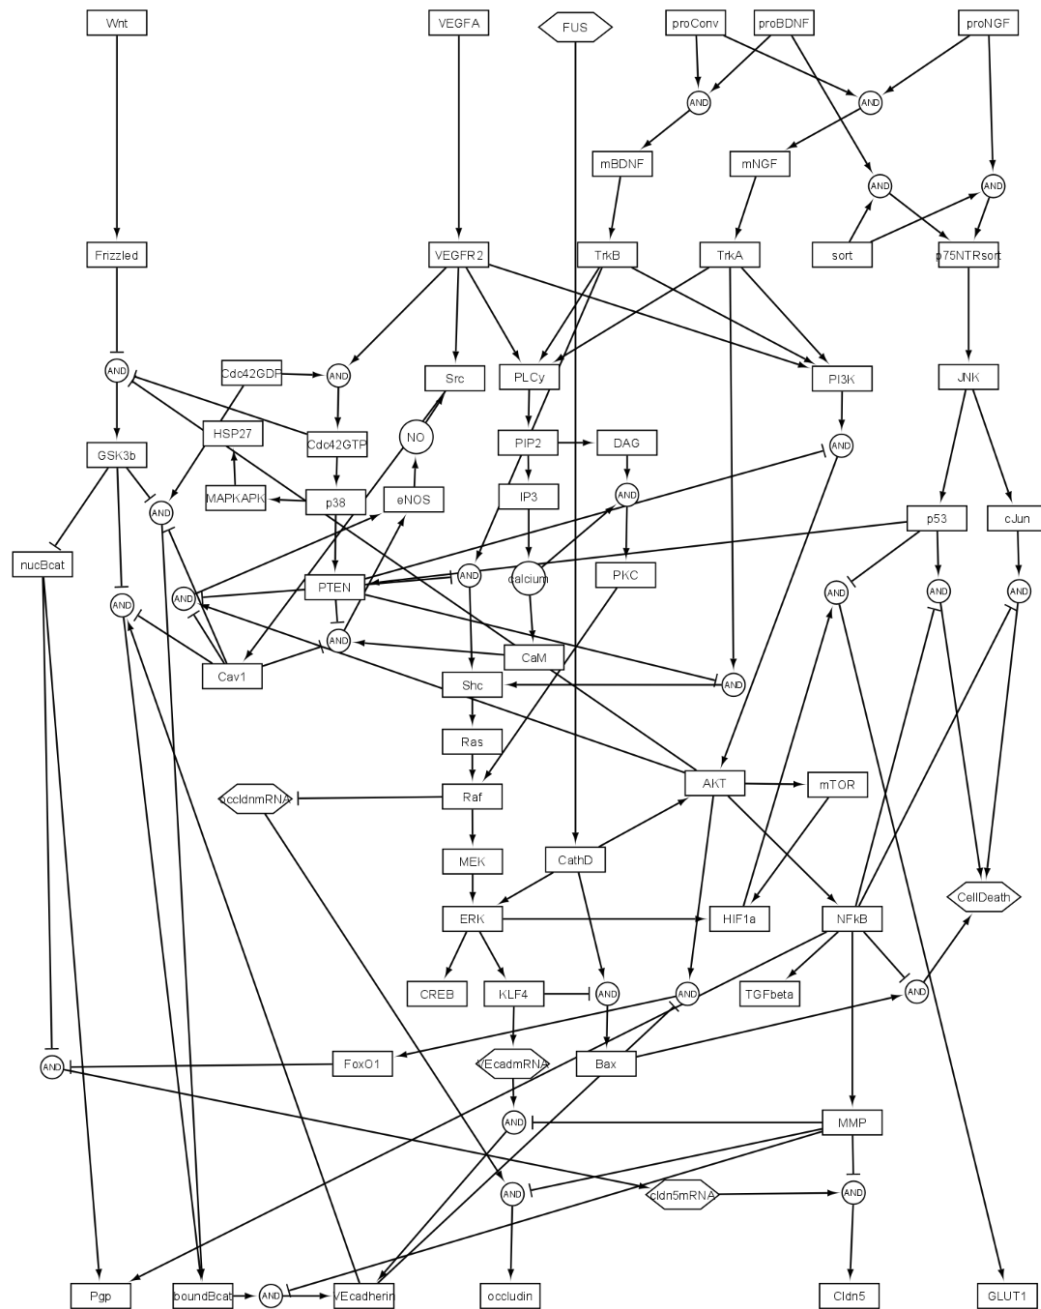 Wnt
VEGFA
FUS
proConv
proBDNF
proNGF
AND
AND
mBDNF
mNGF
AND
AND
Frizzled
VEGFR2
TrkB
TrkA
sort
p75NTRsort
AND
Cdc42GDP
AND
Src
PLCy
PI3K
JNK
HSP27
Cdc42GTP
NO
PIP2
DAG
AND
GSK3b
MAPKAPK
p38
eNOS
IP3
AND
AND
p53
cJun
nucBcat
AND
AND
PTEN
AND
calcium
PKC
AND
AND
AND
AND
Cav1
CaM
Shc
AND
Ras
occldnmRNA
Raf
AKT
mTOR
MEK
CathD
CellDeath
ERK
HIF1a
NFkB
CREB
KLF4
AND
AND
TGFbeta
AND
AND
FoxO1
VEcadmRNA
Bax
AND
MMP
AND
cldn5mRNA
AND
Pgp
boundBcat
AND
VEcadherin
occludin
Cldn5
GLUT1